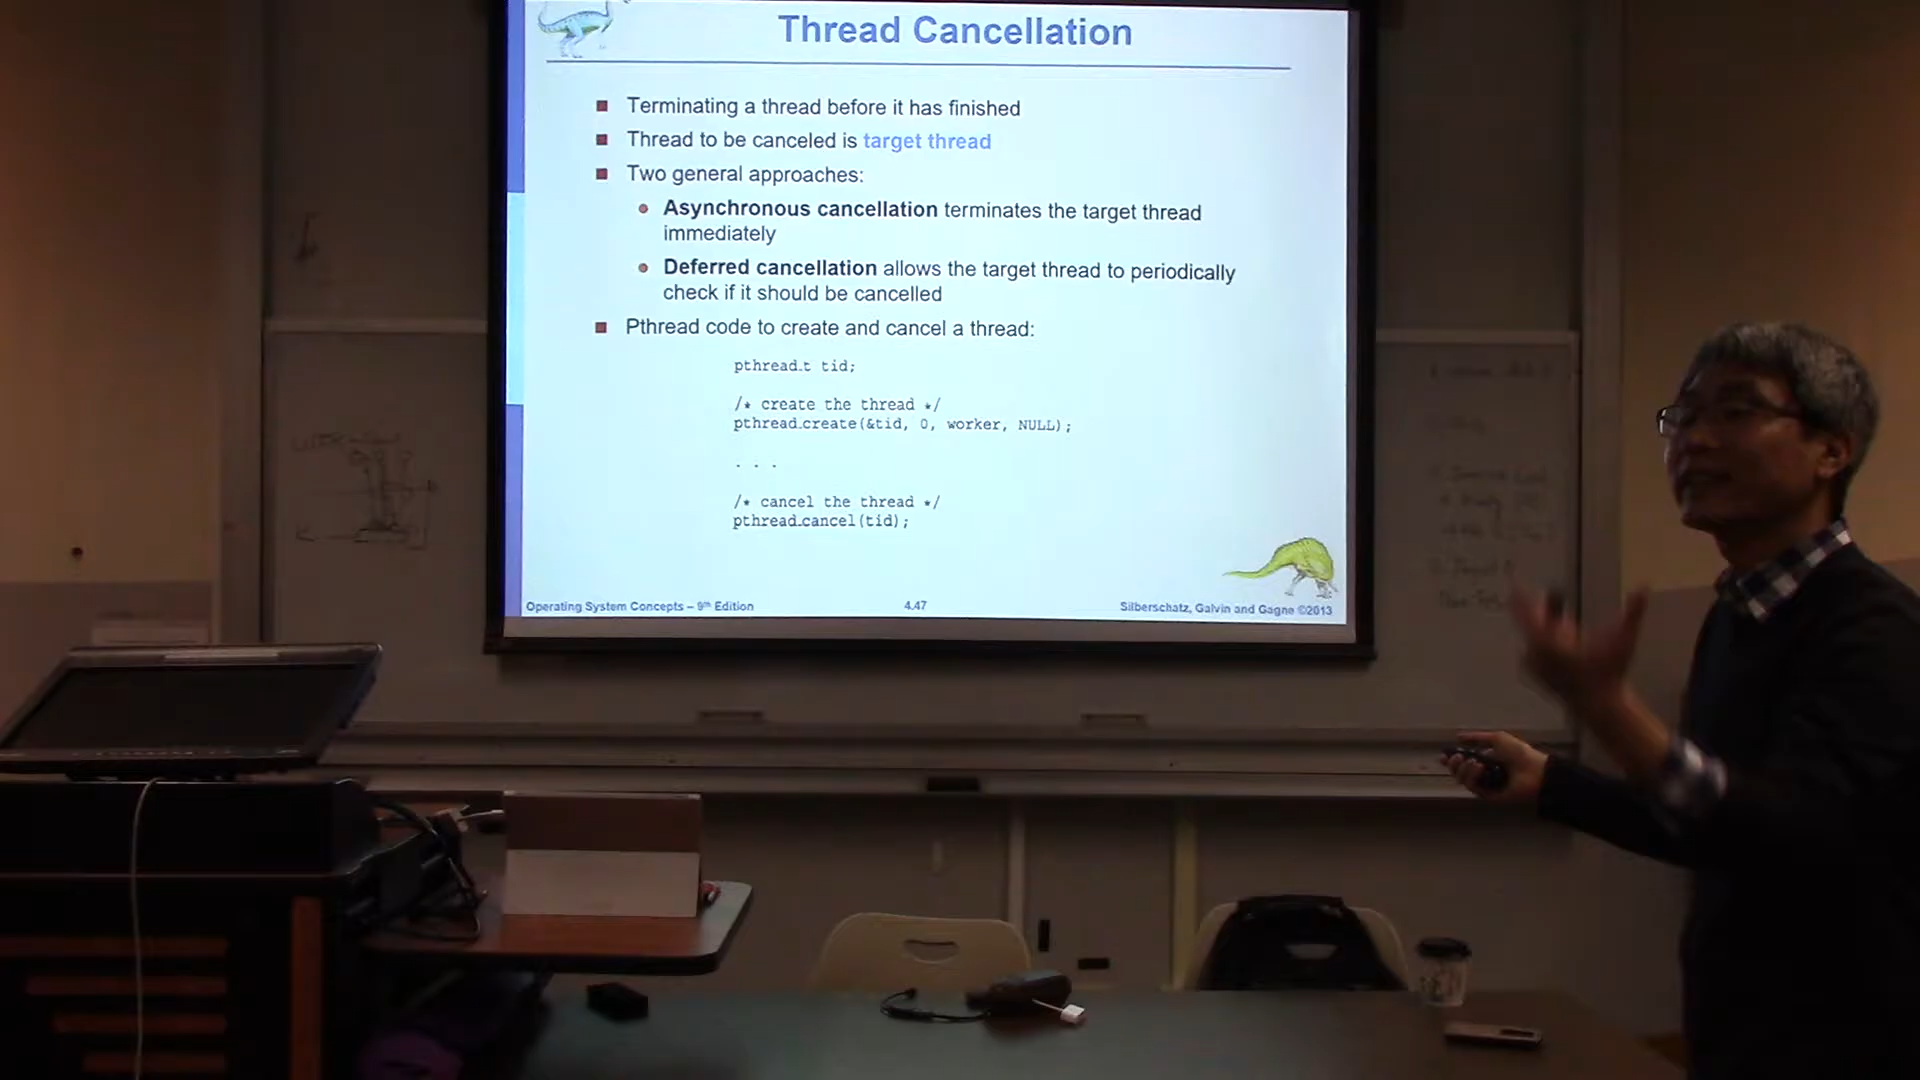 Thread Cancellation
Terminating a thread before it has finished
Thread to be canceled is target thread
Two general approaches:
Asynchronous cancellation terminates the target thread
immediately
Deferred cancellation allows the target thread to periodically
check if it should be cancelled
Pthread code to create and cancel a thread:
pthread_t tid;
/* create the thread */
pthread_create(&tid, 0, worker, NULL);
. . .
/* cancel the thread */
pthread_cancel(tid);
Operating System Concepts – 9th Edition
4.47
Silberschatz, Galvin and Gagne ©2013